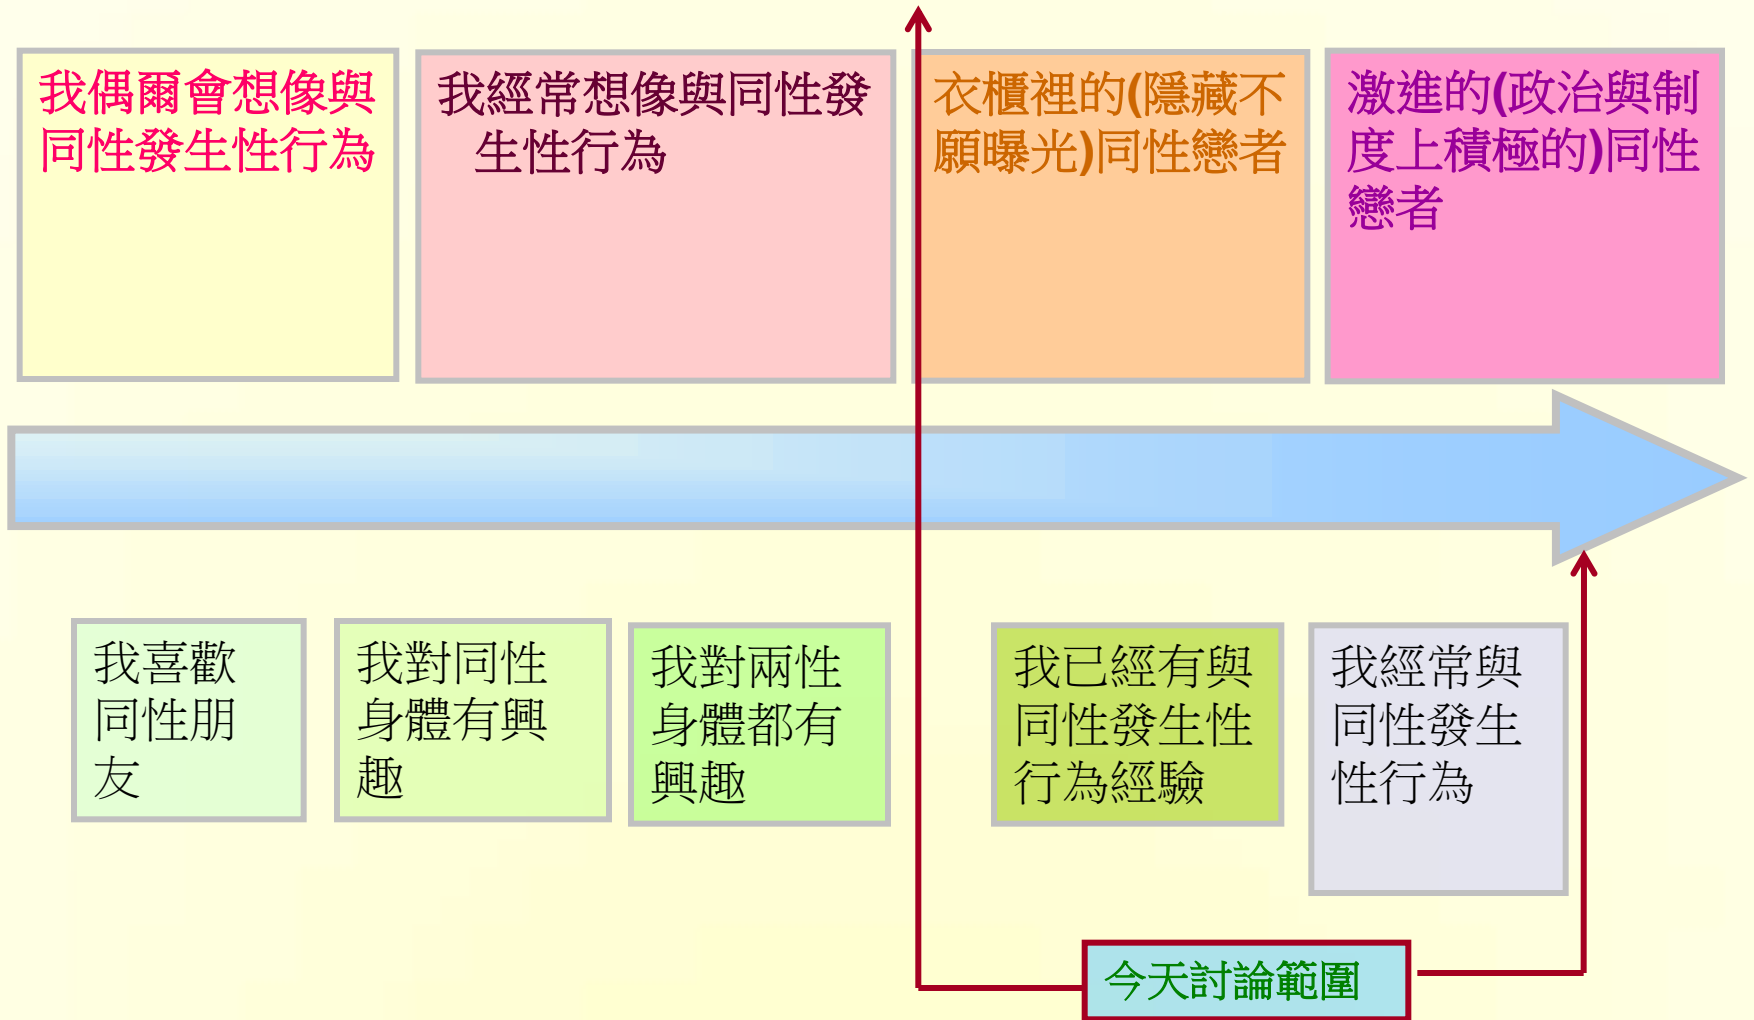 我偶爾會想像與
同性發生性行為
我經常想像與同性發
生性行為
衣櫃裡的(隱藏不
願曝光)同性戀者
激進的(政治與制
度上積極的)同性
戀者
我喜歡
同性朋
友
我對同性
身體有興
趣
我對兩性
身體都有
興趣
我已經有與
同性發生性
行為經驗
我經常與
同性發生
性行為
今天討論範圍